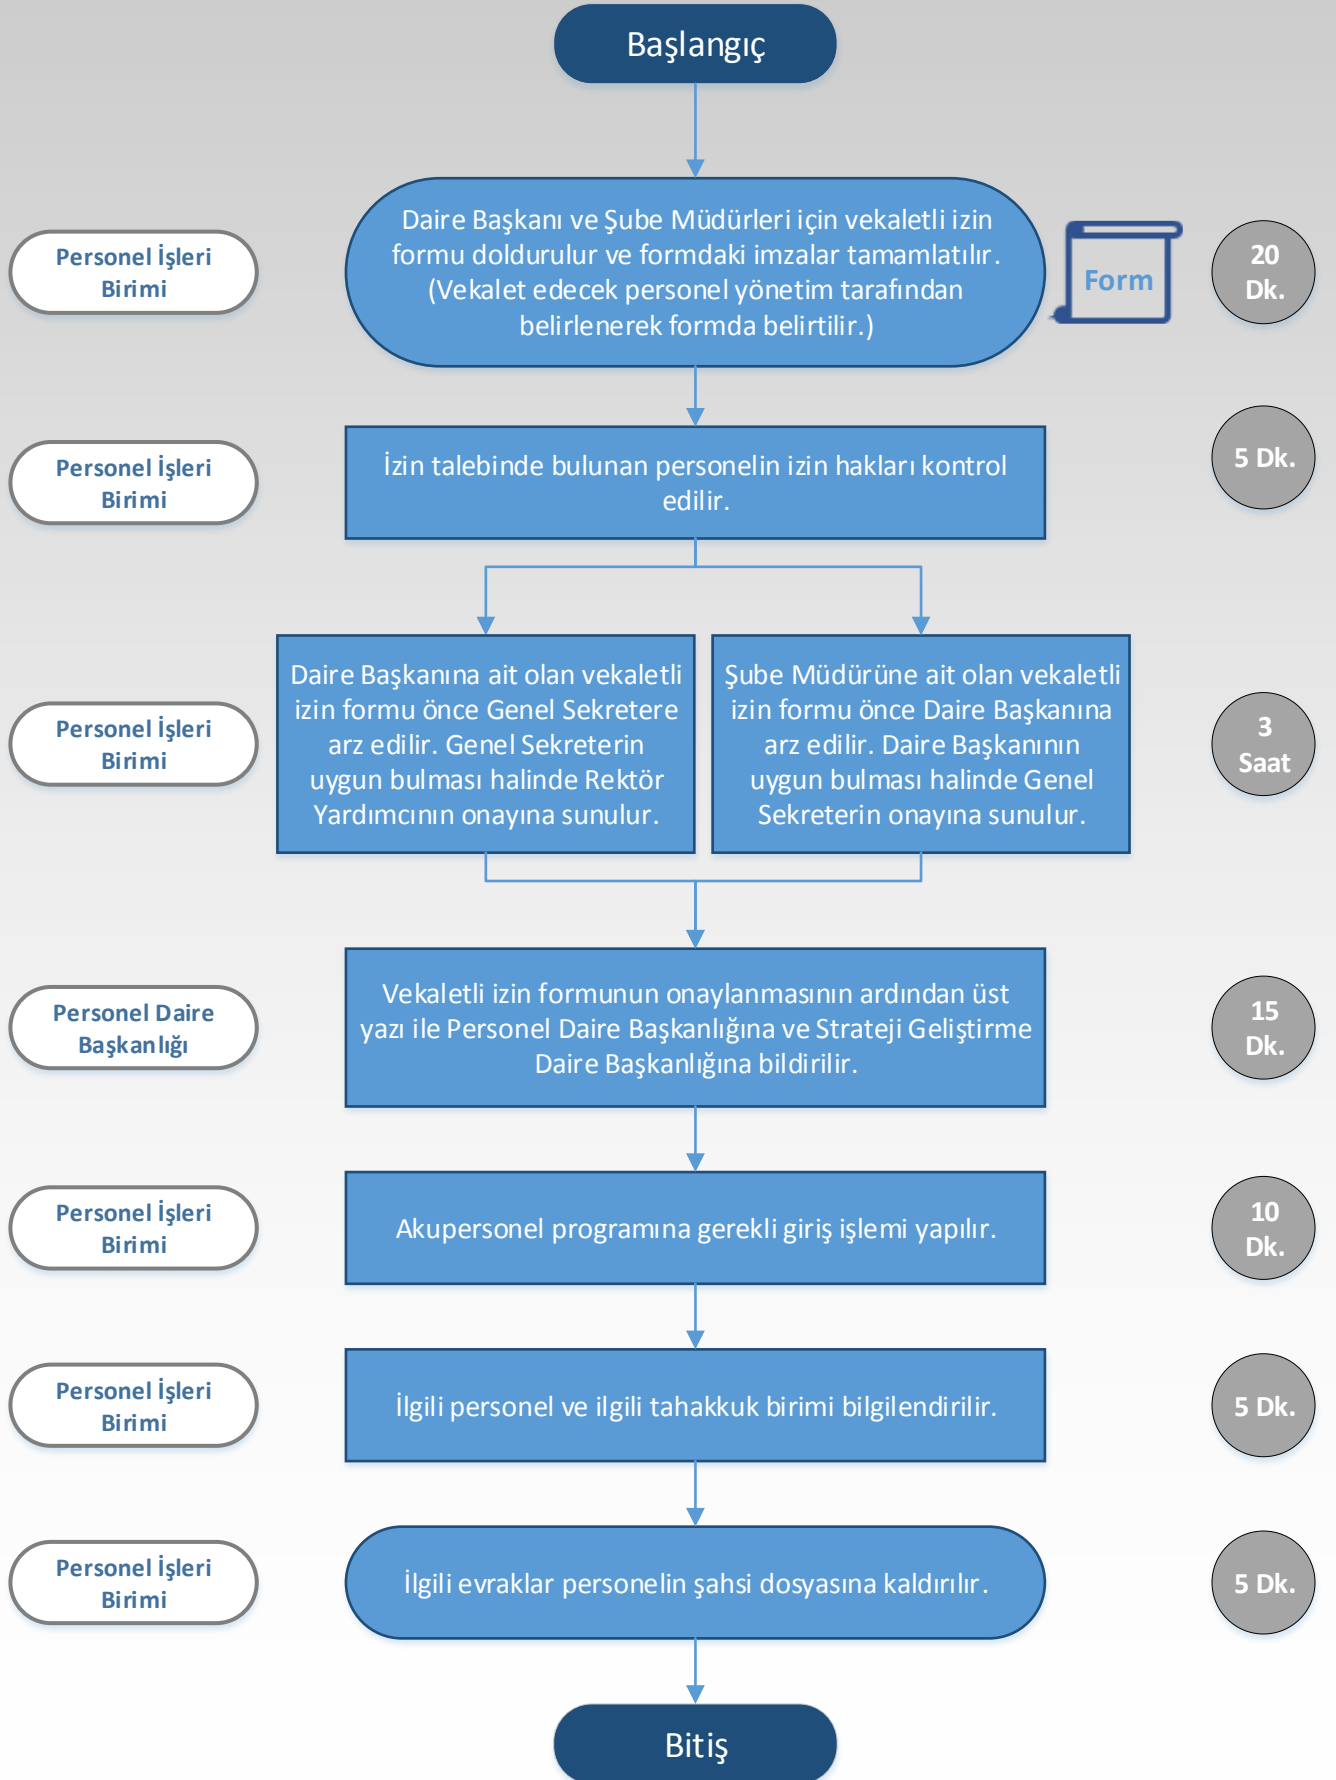 Başlangıç
Personel İşleri
Birimi
Daire Başkanı ve Şube Müdürleri için vekaletli izin
formu doldurulur ve formdaki imzalar tamamlatılır.
(Vekalet edecek personel yönetim tarafından
belirlenerek formda belirtilir.)
Form
20
Dk.
Personel İşleri
Birimi
İzin talebinde bulunan personelin izin hakları kontrol
edilir.
5 Dk.
Personel İşleri
Birimi
Daire Başkanına ait olan vekaletli
izin formu önce Genel Sekretere
arz edilir. Genel Sekreterin
uygun bulması halinde Rektör
Yardımcının onayına sunulur.
Şube Müdürüne ait olan vekaletli
izin formu önce Daire Başkanına
arz edilir. Daire Başkanının
uygun bulması halinde Genel
Sekreterin onayına sunulur.
3
Saat
Personel Daire
Başkanlığı
Vekaletli izin formunun onaylanmasının ardından üst
yazı ile Personel Daire Başkanlığına ve Strateji Geliştirme
Daire Başkanlığına bildirilir.
15
Dk.
Personel İşleri
Birimi
Akupersonel programına gerekli giriş işlemi yapılır.
10
Dk.
Personel İşleri
Birimi
İlgili personel ve ilgili tahakkuk birimi bilgilendirilir.
5 Dk.
Personel İşleri
Birimi
İlgili evraklar personelin şahsi dosyasına kaldırılır.
5 Dk.
Bitiş